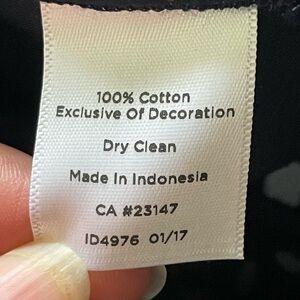 100% Cotton
Exclusive Of Decoration
Dry Clean
Made In Indonesia
CA #23147
ID4976 01/17